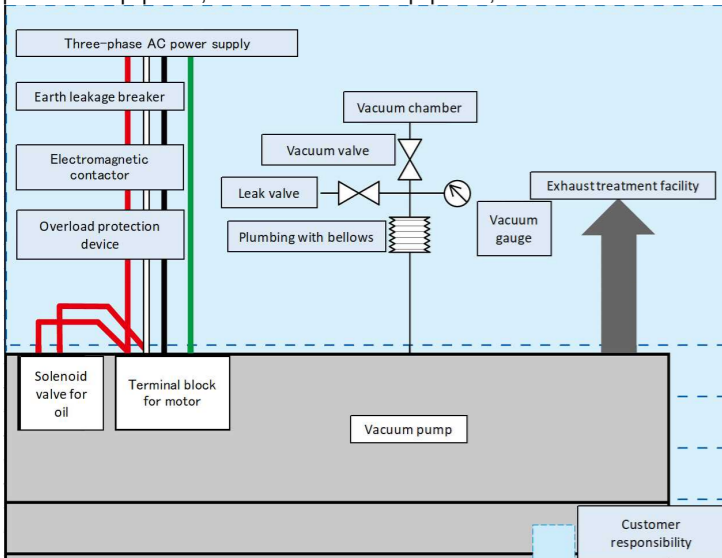 Three-phase AC power supply
Earth leakage breaker
Electromagnetic
contactor
Overload protection
device
Vacuum chamber
Vacuum valve
Leak valve
Plumbing with bellows
Vacuum
gauge
Exhaust treatment facility
Solenoid
valve for
oil
Terminal block
for motor
Vacuum pump
Customer
responsibility